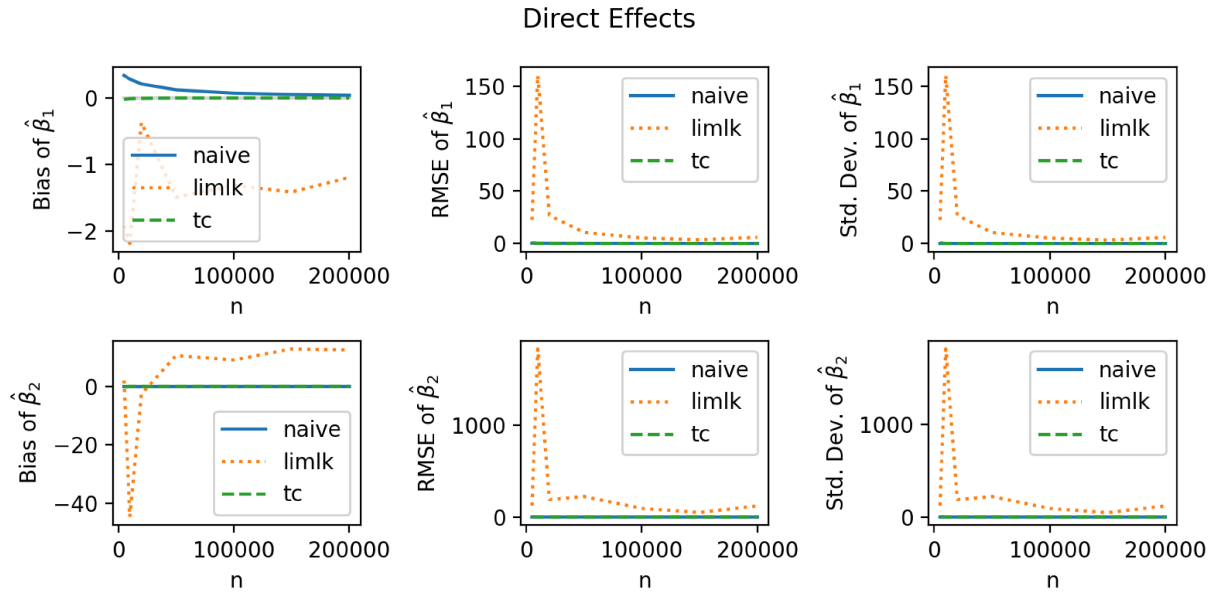 Direct Effects
Bias of β̂₁
0
−1
−2
naive
limlk
tc
0 100000 200000
n
RMSE of β̂₁
150
100
50
0
naive
limlk
tc
0 100000 200000
n
Std. Dev. of β̂₁
150
100
50
0
naive
limlk
tc
0 100000 200000
n
Bias of β̂₂
0
−20
−40
naive
limlk
tc
0 100000 200000
n
RMSE of β̂₂
1000
0
naive
limlk
tc
0 100000 200000
n
Std. Dev. of β̂₂
1000
0
naive
limlk
tc
0 100000 200000
n